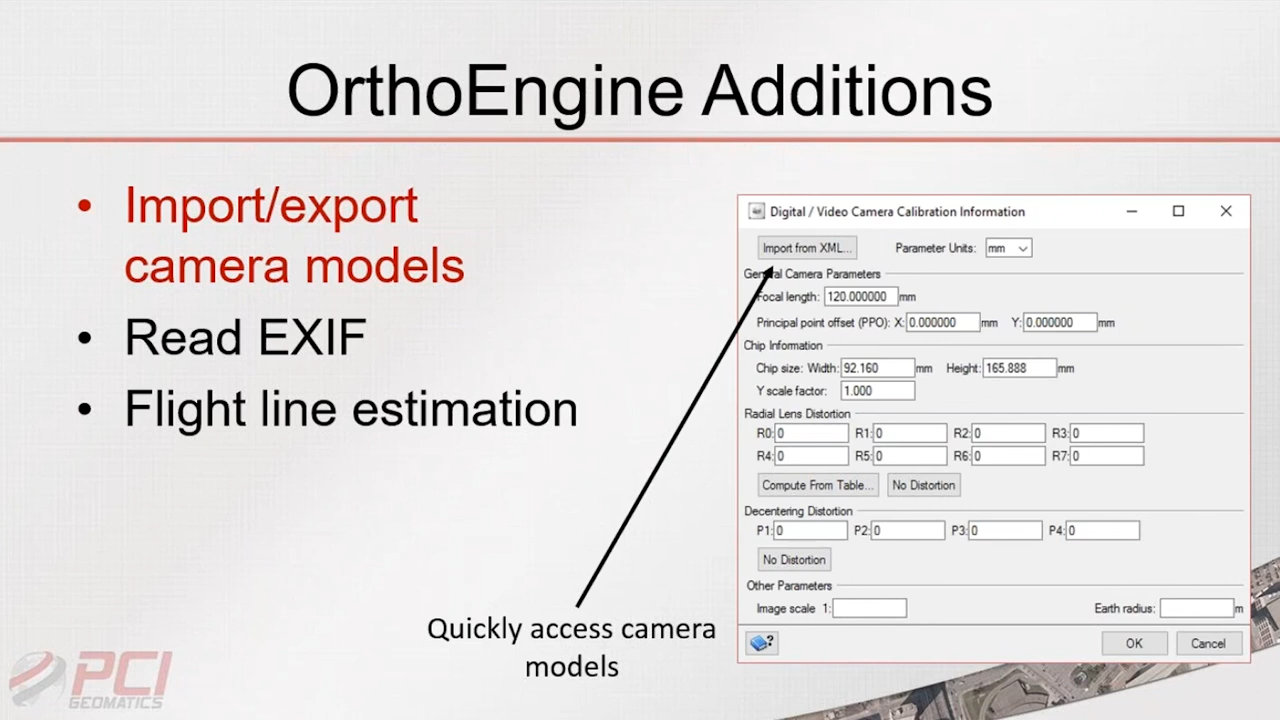 OrthoEngine Additions
• Import/export
camera models
• Read EXIF
• Flight line estimation
Digital / Video Camera Calibration Information
Import from XML... Parameter Units: mm
General Camera Parameters
Focal length: 120.000000 mm
Principal point offset (PPO): X: 0.000000 mm Y: 0.000000 mm
Chip Information
Chip size: Width: 92.160 mm Height: 165.888 mm
Y scale factor: 1.000
Radial Lens Distortion
R0: 0 R1: 0 R2: 0 R3: 0
R4: 0 R5: 0 R6: 0 R7: 0
Compute From Table... No Distortion
Decentering Distortion
P1: 0 P2: 0 P3: 0 P4: 0
No Distortion
Other Parameters
Image scale 1: Earth radius: m
OK Cancel
Quickly access camera
models
PCI
GEOMATICS